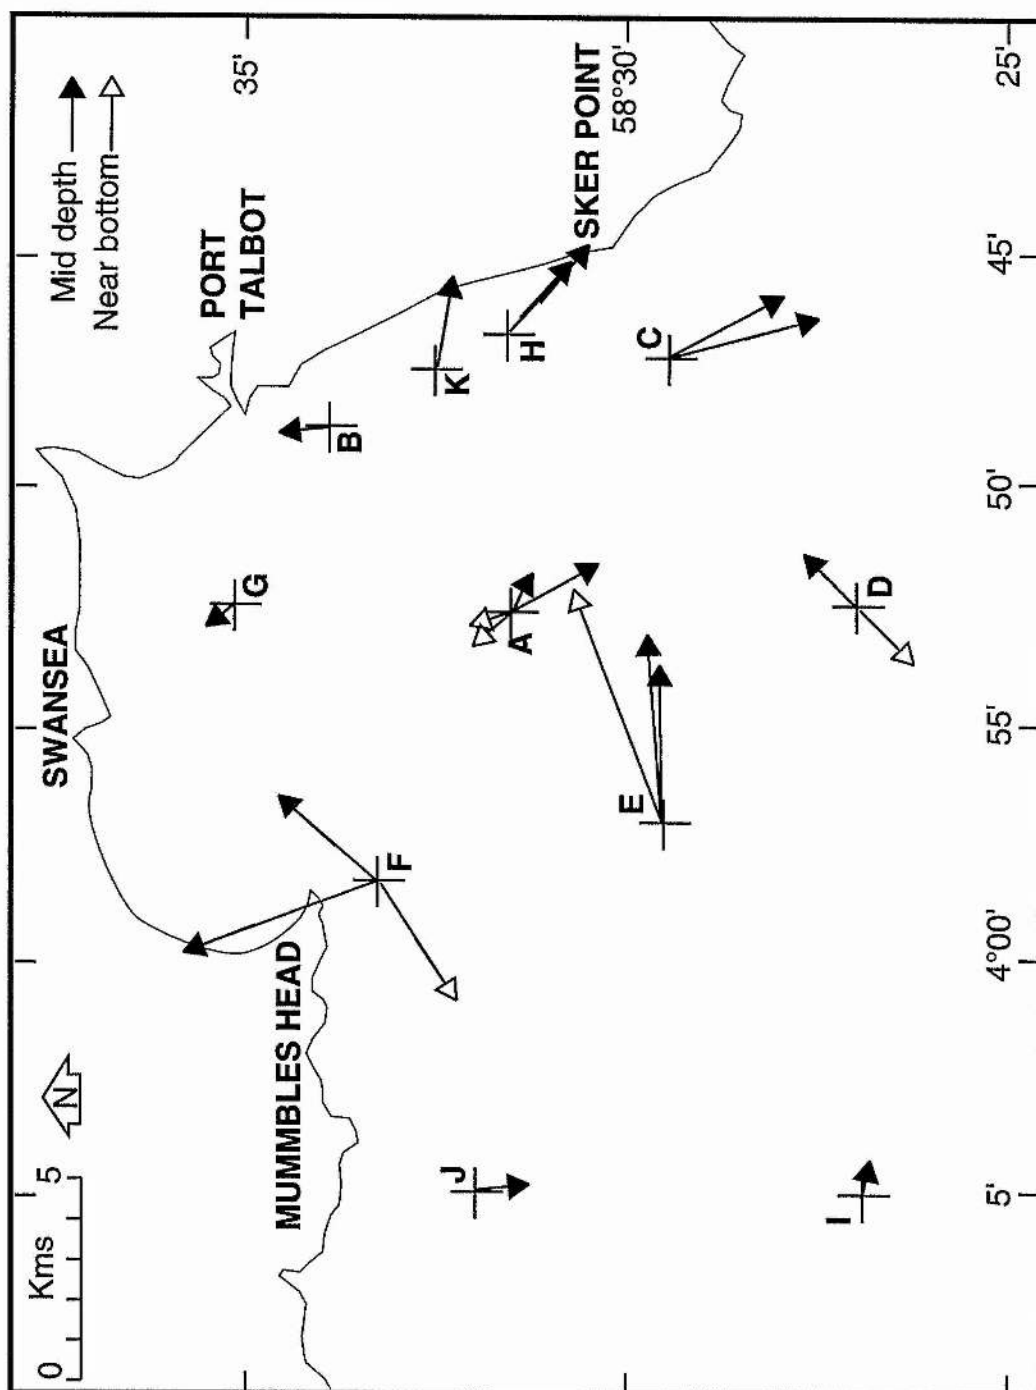 0 Kms 5
N
Mid depth
Near bottom
SWANSEA
PORT
TALBOT
35'
MUMMBLES HEAD
G
F
B
K
J
A
H
SKER POINT
58°30'
E
C
I
D
5'
4°00'
55'
50'
45'
25'